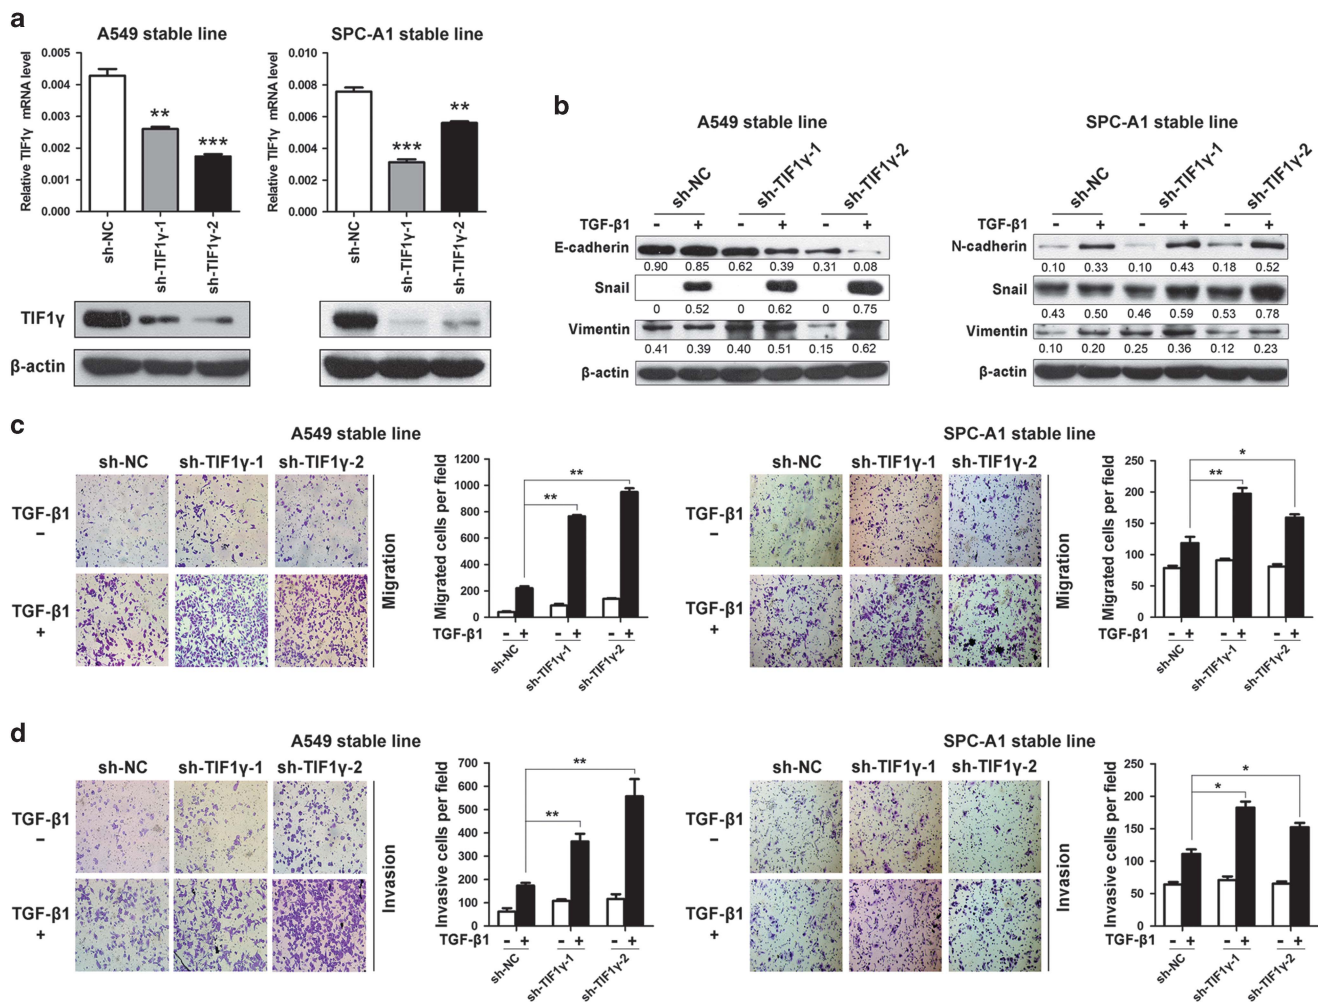 a
A549 stable line
SPC-A1 stable line
Relative TIF1γ mRNA level
0.005
0.004
0.003
0.002
0.001
0.000
**
***
sh-NC
sh-TIF1γ-1
sh-TIF1γ-2
Relative TIF1γ mRNA level
0.010
0.008
0.006
0.004
0.002
0.000
***
**
sh-NC
sh-TIF1γ-1
sh-TIF1γ-2
TIF1γ
β-actin
b
A549 stable line
sh-NC
sh-TIF1γ-1
sh-TIF1γ-2
TGF-β1 - + - + - +
E-cadherin
0.90 0.85 0.62 0.39 0.31 0.08
Snail
0 0.52 0 0.62 0 0.75
Vimentin
0.41 0.39 0.40 0.51 0.15 0.62
β-actin
SPC-A1 stable line
sh-NC
sh-TIF1γ-1
sh-TIF1γ-2
TGF-β1 - + - + - +
N-cadherin
0.10 0.33 0.10 0.43 0.18 0.52
Snail
0.43 0.50 0.46 0.59 0.53 0.78
Vimentin
0.10 0.20 0.25 0.36 0.12 0.23
β-actin
c
A549 stable line
sh-NC sh-TIF1γ-1 sh-TIF1γ-2
TGF-β1
-
TGF-β1
+
Migration
Migrated cells per field
1200
1000
800
600
400
200
0
**
**
TGF-β1 - + - + - +
sh-NC
sh-TIF1γ-1
sh-TIF1γ-2
SPC-A1 stable line
sh-NC sh-TIF1γ-1 sh-TIF1γ-2
TGF-β1
-
TGF-β1
+
Migration
Migrated cells per field
250
200
150
100
50
0
*
**
TGF-β1 - + - + - +
sh-NC
sh-TIF1γ-1
sh-TIF1γ-2
d
A549 stable line
sh-NC sh-TIF1γ-1 sh-TIF1γ-2
TGF-β1
-
TGF-β1
+
Invasion
Invasive cells per field
700
600
500
400
300
200
100
0
**
**
TGF-β1 - + - + - +
sh-NC
sh-TIF1γ-1
sh-TIF1γ-2
SPC-A1 stable line
sh-NC sh-TIF1γ-1 sh-TIF1γ-2
TGF-β1
-
TGF-β1
+
Invasion
Invasive cells per field
250
200
150
100
50
0
*
*
TGF-β1 - + - + - +
sh-NC
sh-TIF1γ-1
sh-TIF1γ-2